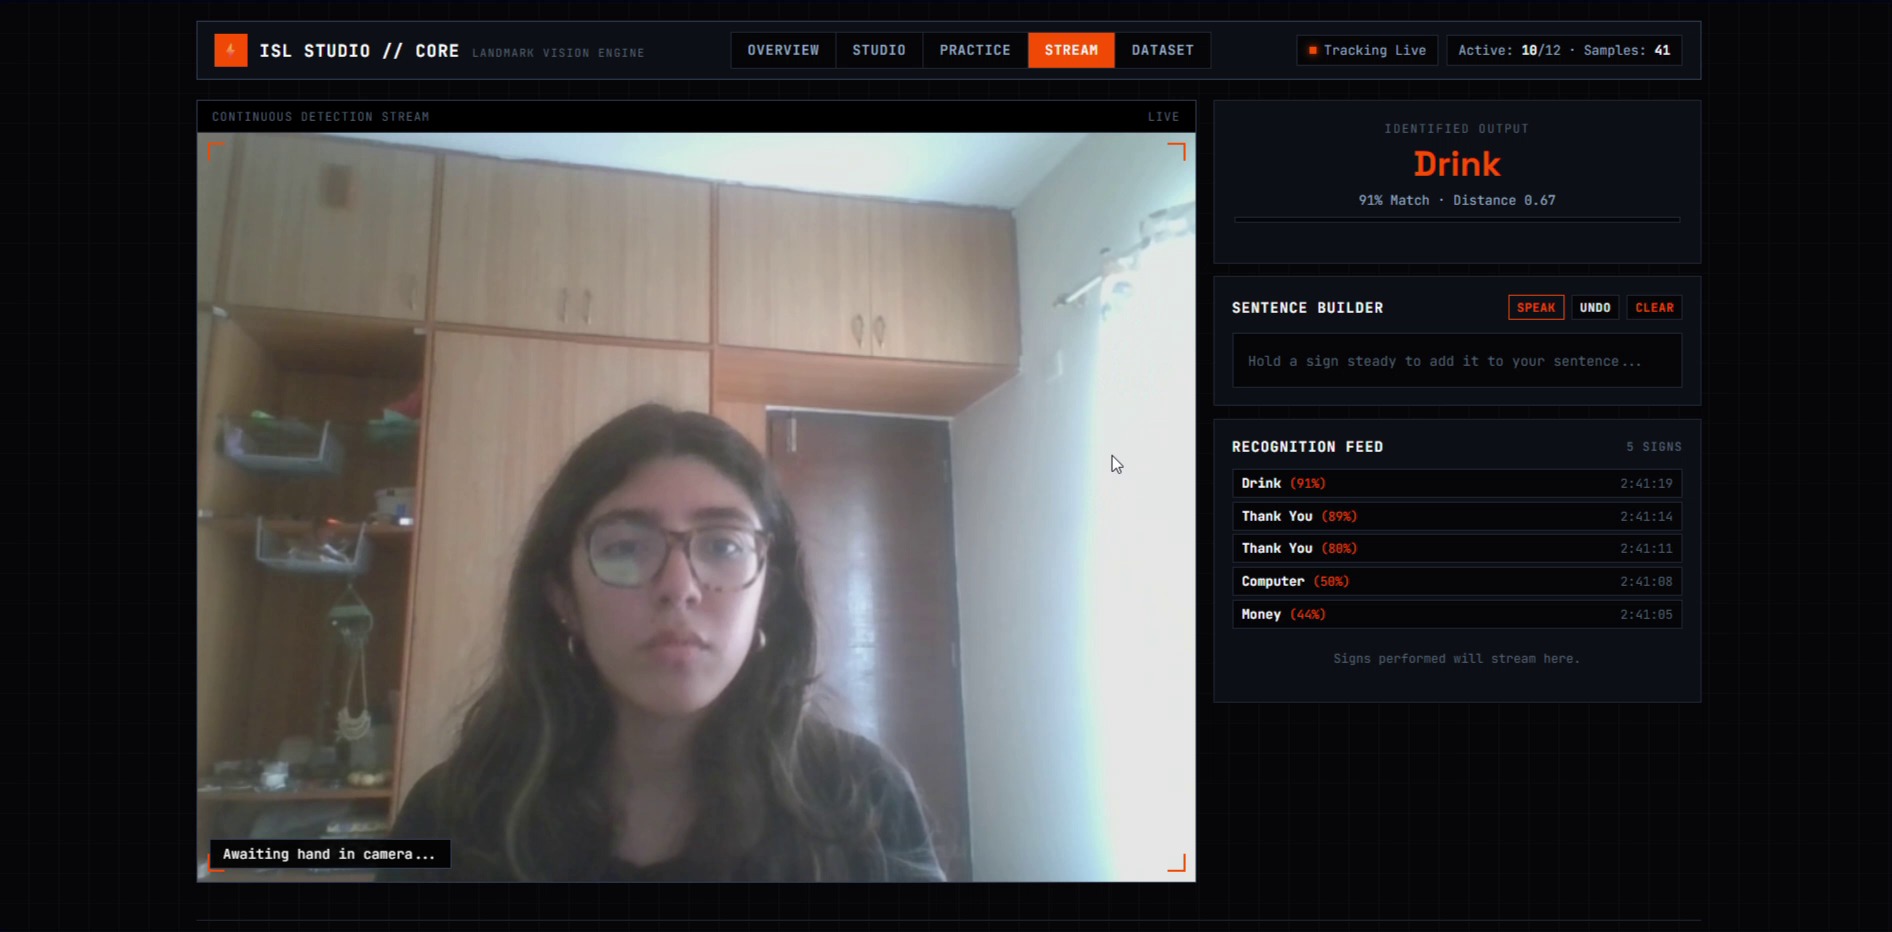 ISL STUDIO // CORE LANDMARK VISION ENGINE
OVERVIEW STUDIO PRACTICE STREAM DATASET
Tracking Live
Active: 10/12 · Samples: 41
CONTINUOUS DETECTION STREAM LIVE
Awaiting hand in camera...
IDENTIFIED OUTPUT
Drink
91% Match · Distance 0.67
SENTENCE BUILDER SPEAK UNDO CLEAR
Hold a sign steady to add it to your sentence...
RECOGNITION FEED 5 SIGNS
Drink (91%) 2:41:19
Thank You (89%) 2:41:14
Thank You (80%) 2:41:11
Computer (50%) 2:41:08
Money (44%) 2:41:05
Signs performed will stream here.